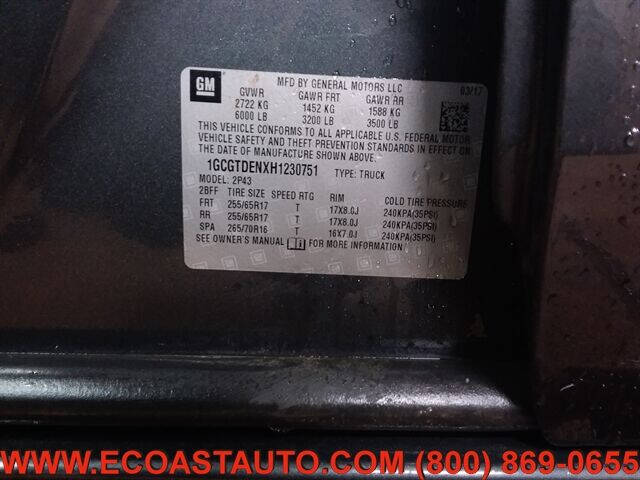 GM
MFD BY GENERAL MOTORS LLC 03/17
GVWR GAWR FRT GAWR RR
2722 KG 1452 KG 1588 KG
6000 LB 3200 LB 3500 LB
THIS VEHICLE CONFORMS TO ALL APPLICABLE U.S. FEDERAL MOTOR
VEHICLE SAFETY, BUMPER, AND THEFT PREVENTION STANDARDS IN EFFECT ON
THE DATE OF MANUFACTURE SHOWN ABOVE.
1GCGTDENXH1230751 TYPE: TRUCK
MODEL: 2P43
2BFF TIRE SIZE SPEED RTG RIM COLD TIRE PRESSURE
FRT 255/65R17 T 17X8.0J 240KPA(35PSI)
RR 255/65R17 T 17X8.0J 240KPA(35PSI)
SPA 265/70R16 T 16X7.0J 240KPA(35PSI)
SEE OWNER'S MANUAL FOR MORE INFORMATION
WWW.ECOASTAUTO.COM (800) 869-0655